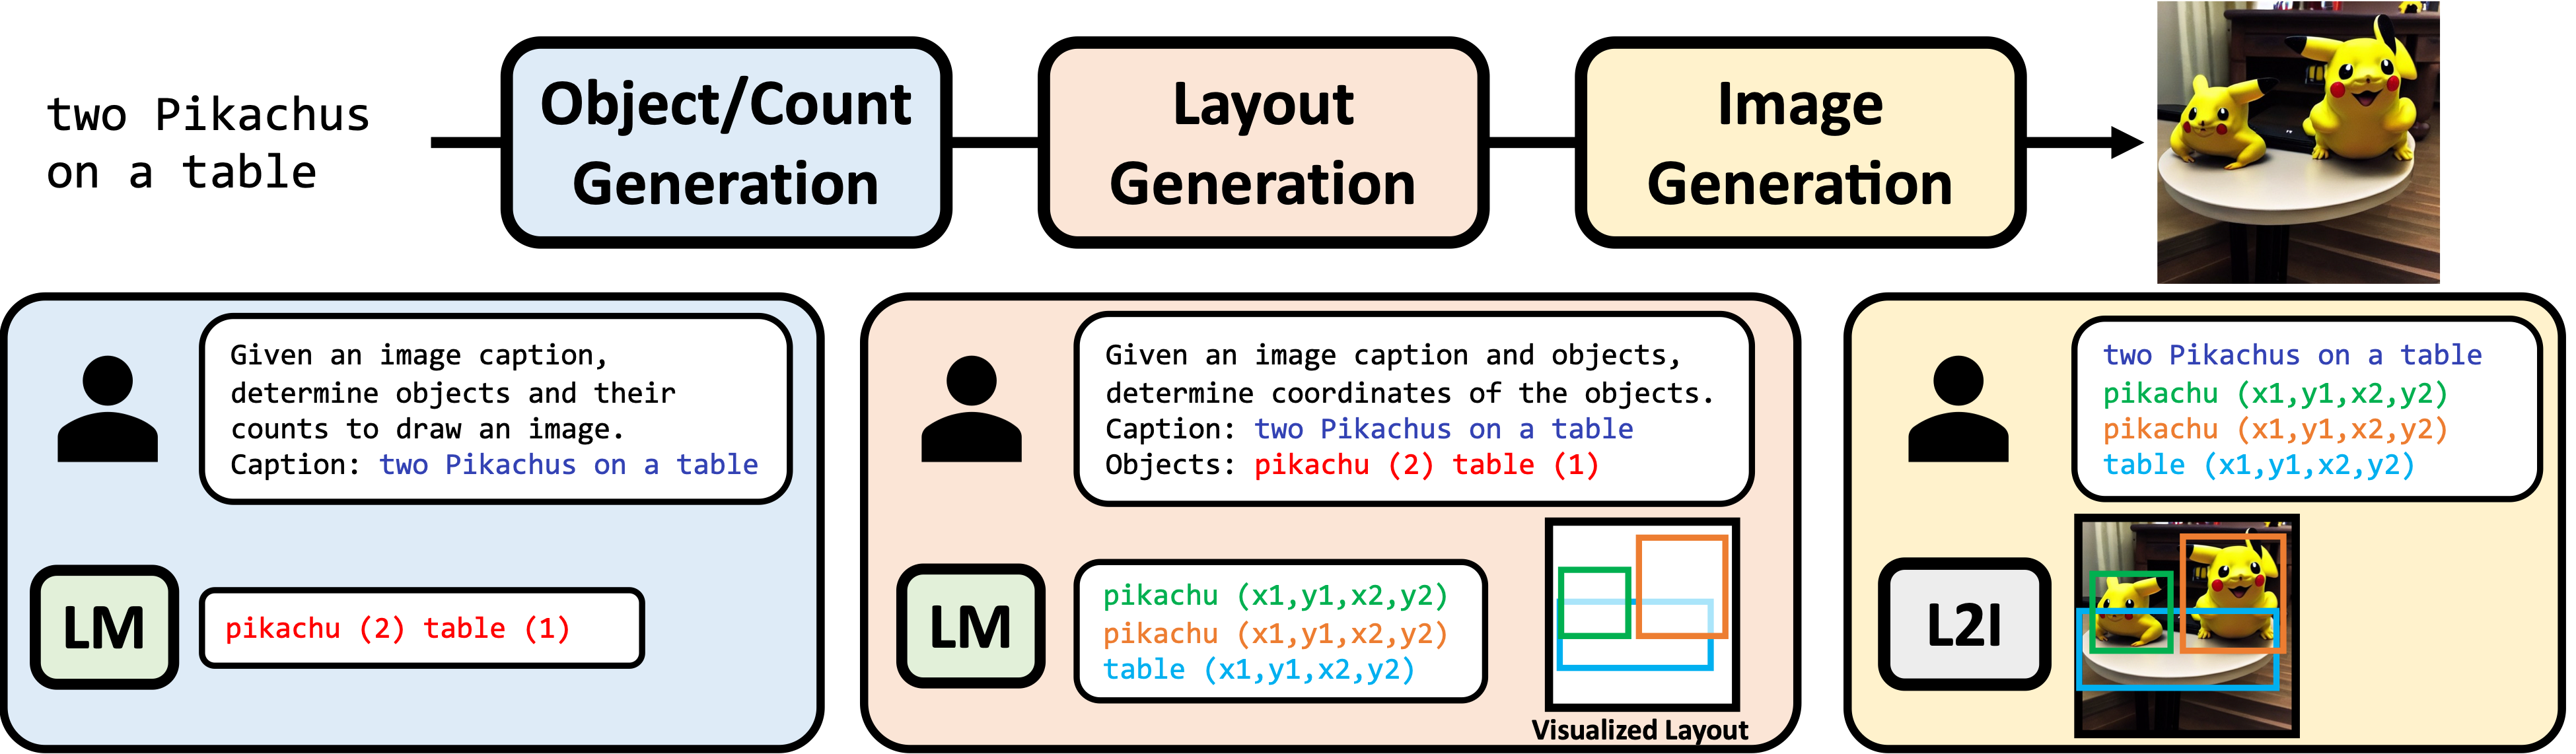 two Pikachus
on a table
Object/Count
Generation
Layout
Generation
Image
Generation
Given an image caption,
determine objects and their
counts to draw an image.
Caption: two Pikachus on a table
LM
pikachu (2) table (1)
Given an image caption and objects,
determine coordinates of the objects.
Caption: two Pikachus on a table
Objects: pikachu (2) table (1)
LM
pikachu (x1,y1,x2,y2)
pikachu (x1,y1,x2,y2)
table (x1,y1,x2,y2)
Visualized Layout
two Pikachus on a table
pikachu (x1,y1,x2,y2)
pikachu (x1,y1,x2,y2)
table (x1,y1,x2,y2)
L2I